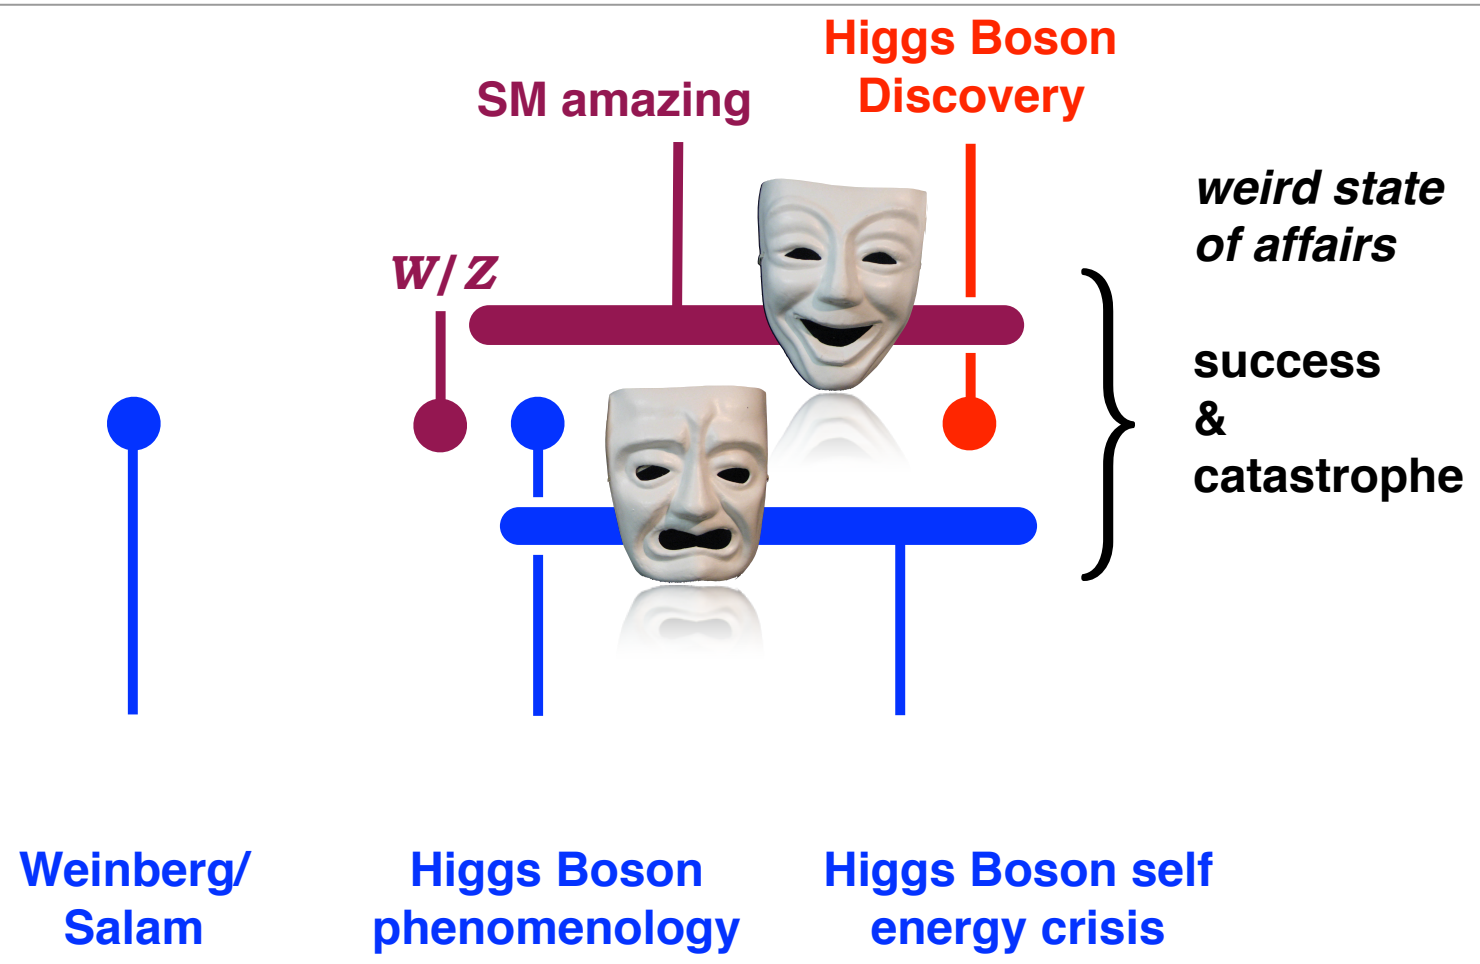 Higgs Boson
Discovery
SM amazing
weird state
of affairs
W/Z
success
&
catastrophe
Weinberg/
Salam
Higgs Boson
phenomenology
Higgs Boson self
energy crisis